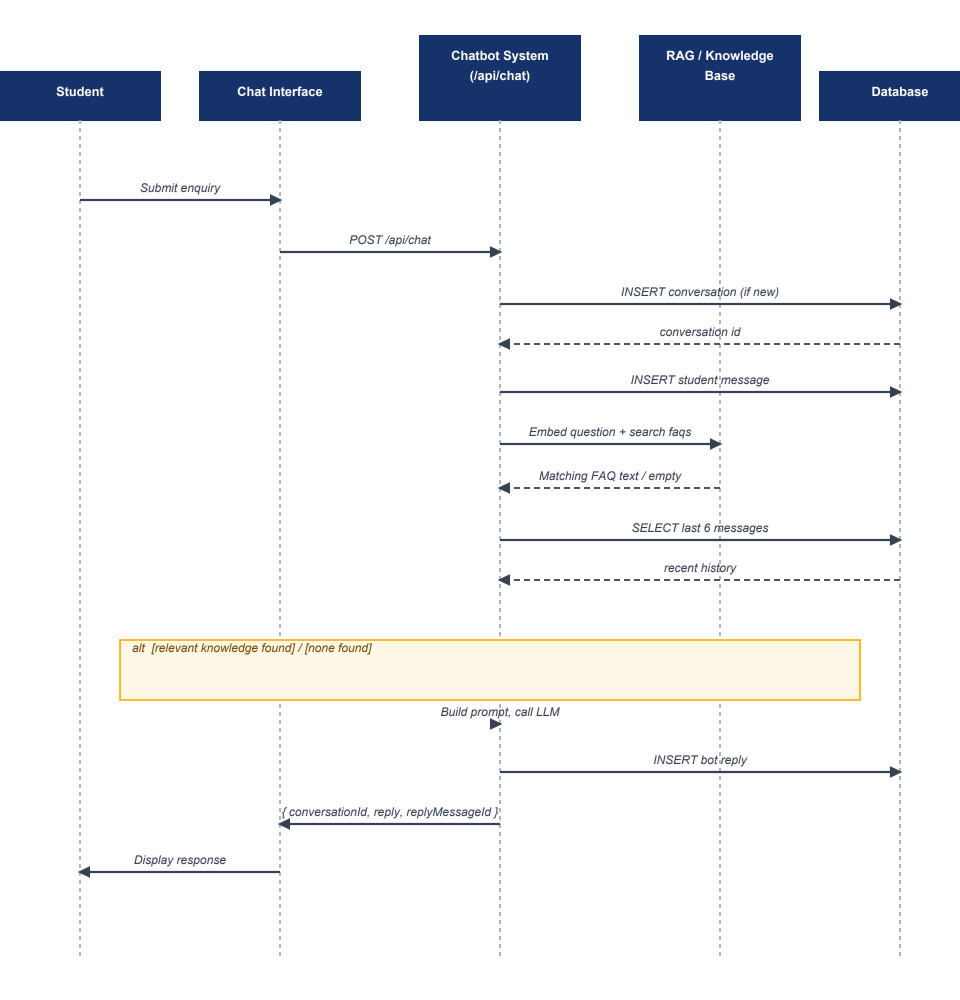 Student
Chat Interface
Chatbot System
(/api/chat)
RAG / Knowledge
Base
Database
Submit enquiry
POST /api/chat
INSERT conversation (if new)
conversation id
INSERT student message
Embed question + search faqs
Matching FAQ text / empty
SELECT last 6 messages
recent history
alt [relevant knowledge found] / [none found]
Build prompt, call LLM
INSERT bot reply
{ conversationId, reply, replyMessageId }
Display response